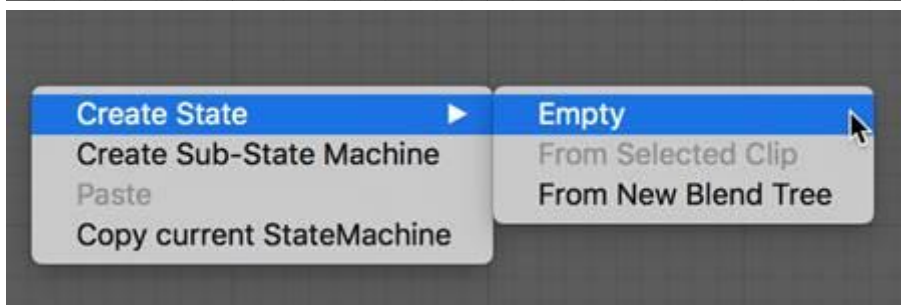 Create State
Create Sub-State Machine
Paste
Copy current StateMachine
Empty
From Selected Clip
From New Blend Tree